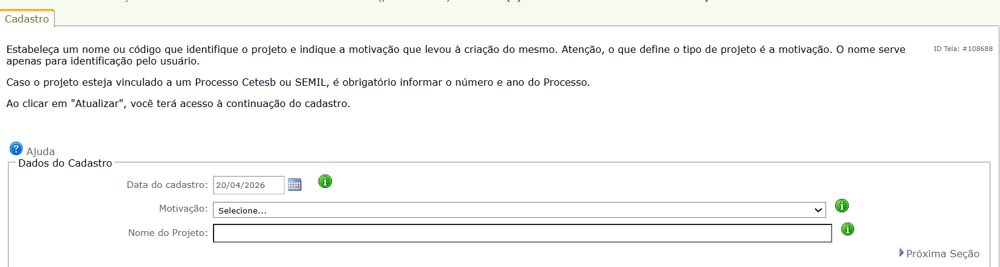 Cadastro
Estabeleça um nome ou código que identifique o projeto e indique a motivação que levou à criação do mesmo. Atenção, o que define o tipo de projeto é a motivação. O nome serve
apenas para identificação pelo usuário.
ID Tela: #108688
Caso o projeto esteja vinculado a um Processo Cetesb ou SEMIL, é obrigatório informar o número e ano do Processo.
Ao clicar em "Atualizar", você terá acesso à continuação do cadastro.
Ajuda
Dados do Cadastro
Data do cadastro: 20/04/2026
Motivação: Selecione...
Nome do Projeto:
Próxima Seção